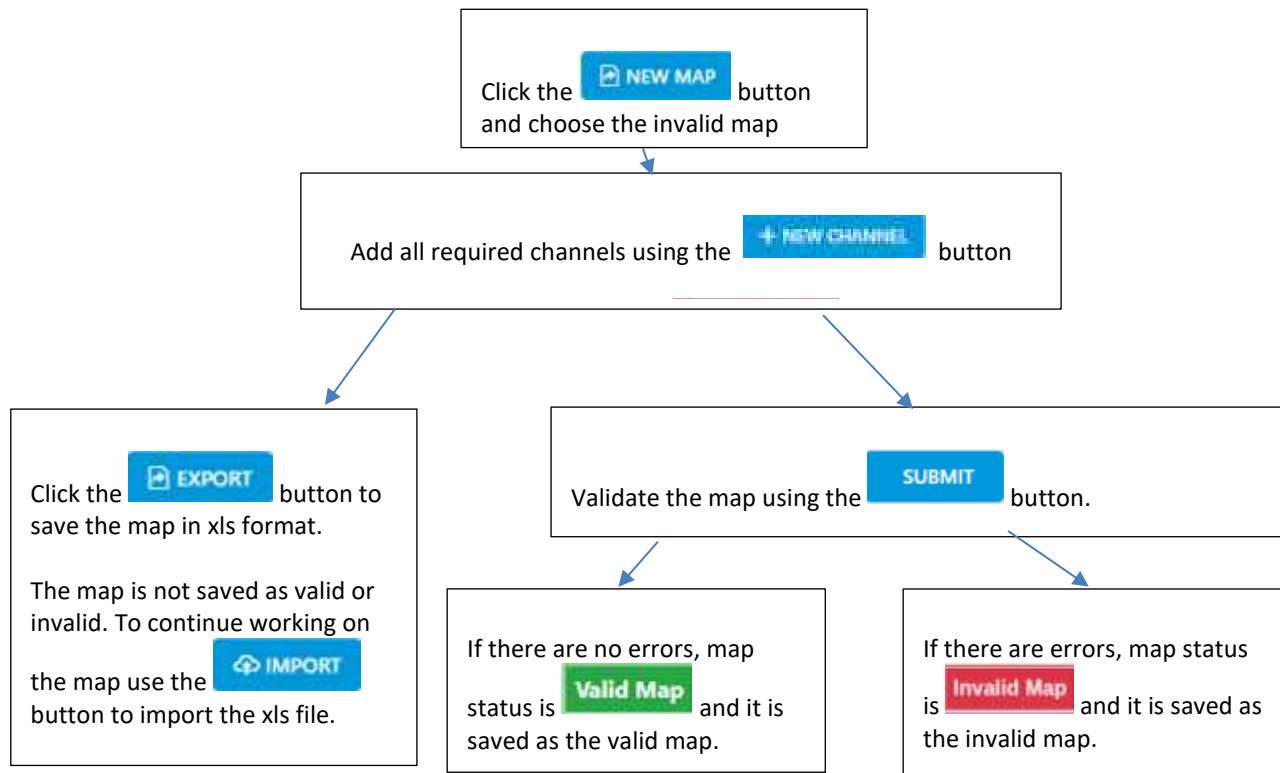 Click the NEW MAP button
and choose the invalid map
Add all required channels using the + NEW CHANNEL button
Click the EXPORT button to
save the map in xls format.
The map is not saved as valid or
invalid. To continue working on
the map use the IMPORT
button to import the xls file.
Validate the map using the SUBMIT button.
If there are no errors, map
status is Valid Map and it is
saved as the valid map.
If there are errors, map status
is Invalid Map and it is saved as
the invalid map.